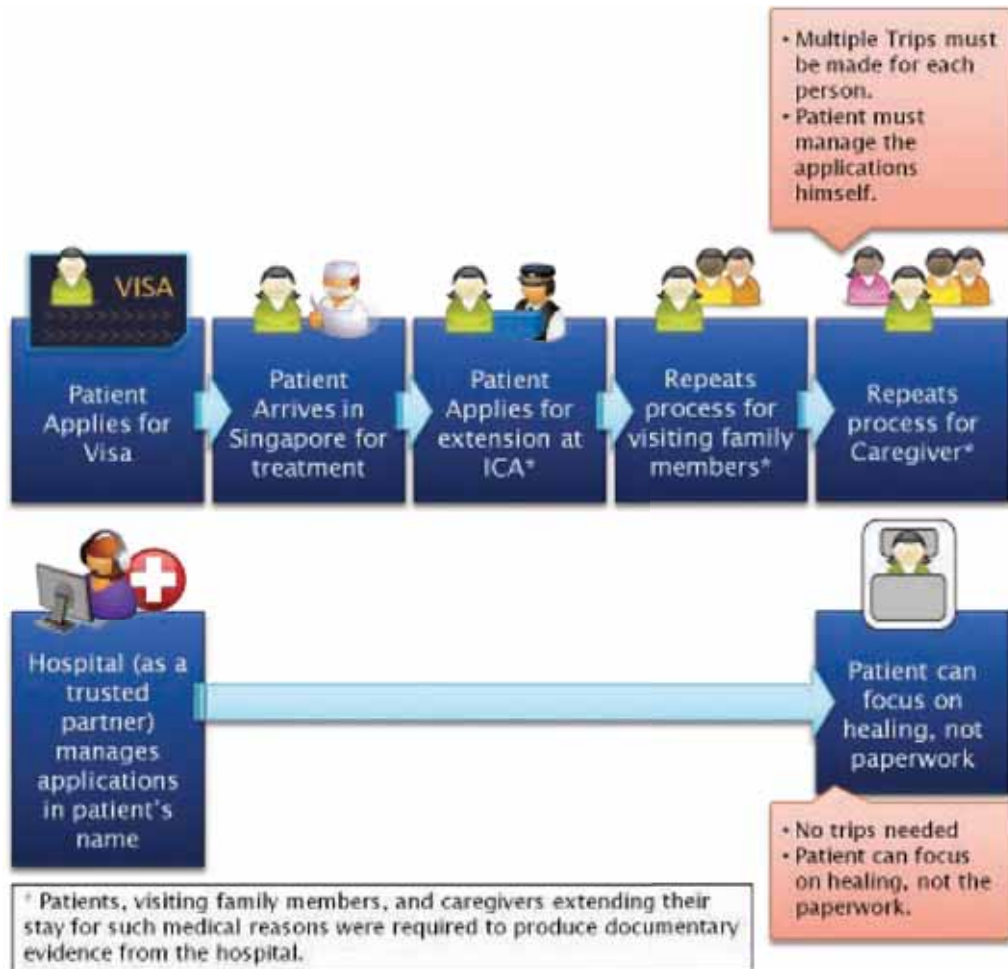 • Multiple Trips must
be made for each
person.
• Patient must
manage the
applications
himself.
VISA
Patient
Applies for
Visa
Patient
Arrives in
Singapore for
treatment
Patient
Applies for
extension at
ICA*
Repeats
process for
visiting family
members*
Repeats
process for
Caregiver*
Hospital (as a
trusted
partner)
manages
applications
in patient's
name
Patient can
focus on
healing, not
paperwork
• No trips needed
• Patient can focus
on healing, not the
paperwork.
* Patients, visiting family members, and caregivers extending their
stay for such medical reasons were required to produce documentary
evidence from the hospital.